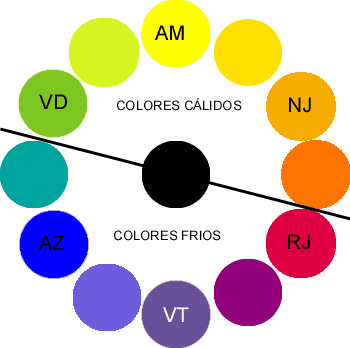 AM
VD
COLORES CÁLIDOS
NJ
AZ
COLORES FRIOS
RJ
VT